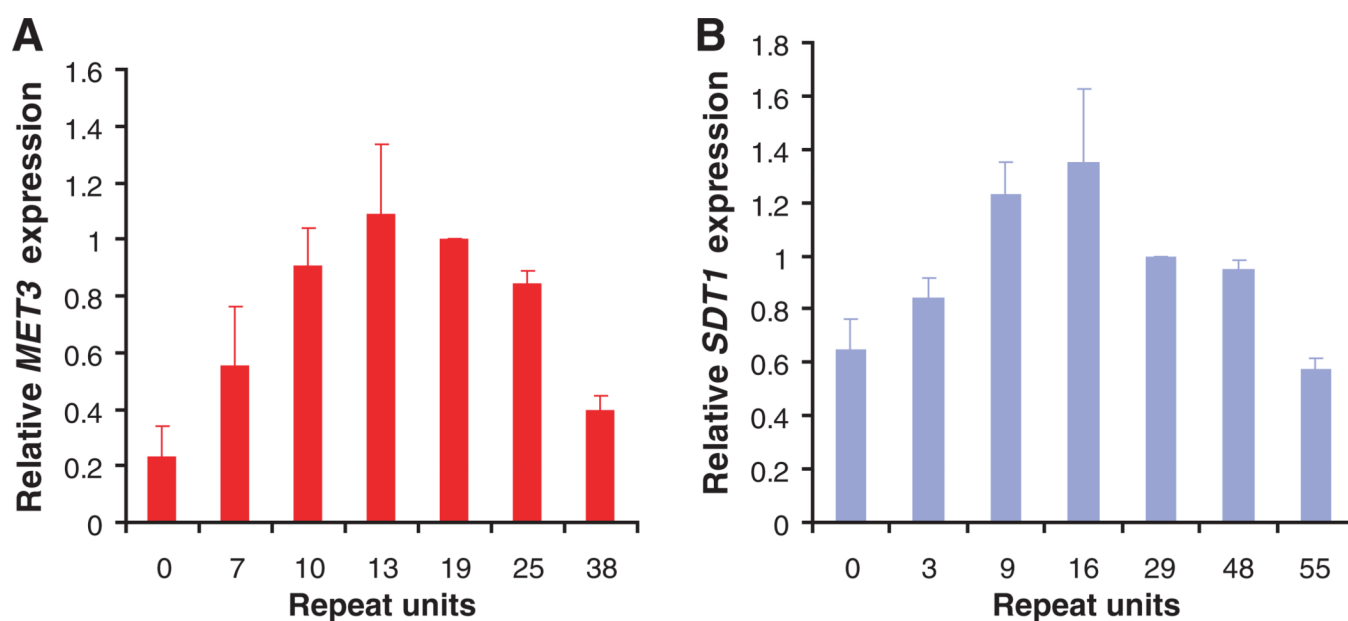 A
Relative MET3 expression
1.6
1.4
1.2
1
0.8
0.6
0.4
0.2
0
0 7 10 13 19 25 38
Repeat units
B
Relative SDT1 expression
1.8
1.6
1.4
1.2
1
0.8
0.6
0.4
0.2
0
0 3 9 16 29 48 55
Repeat units